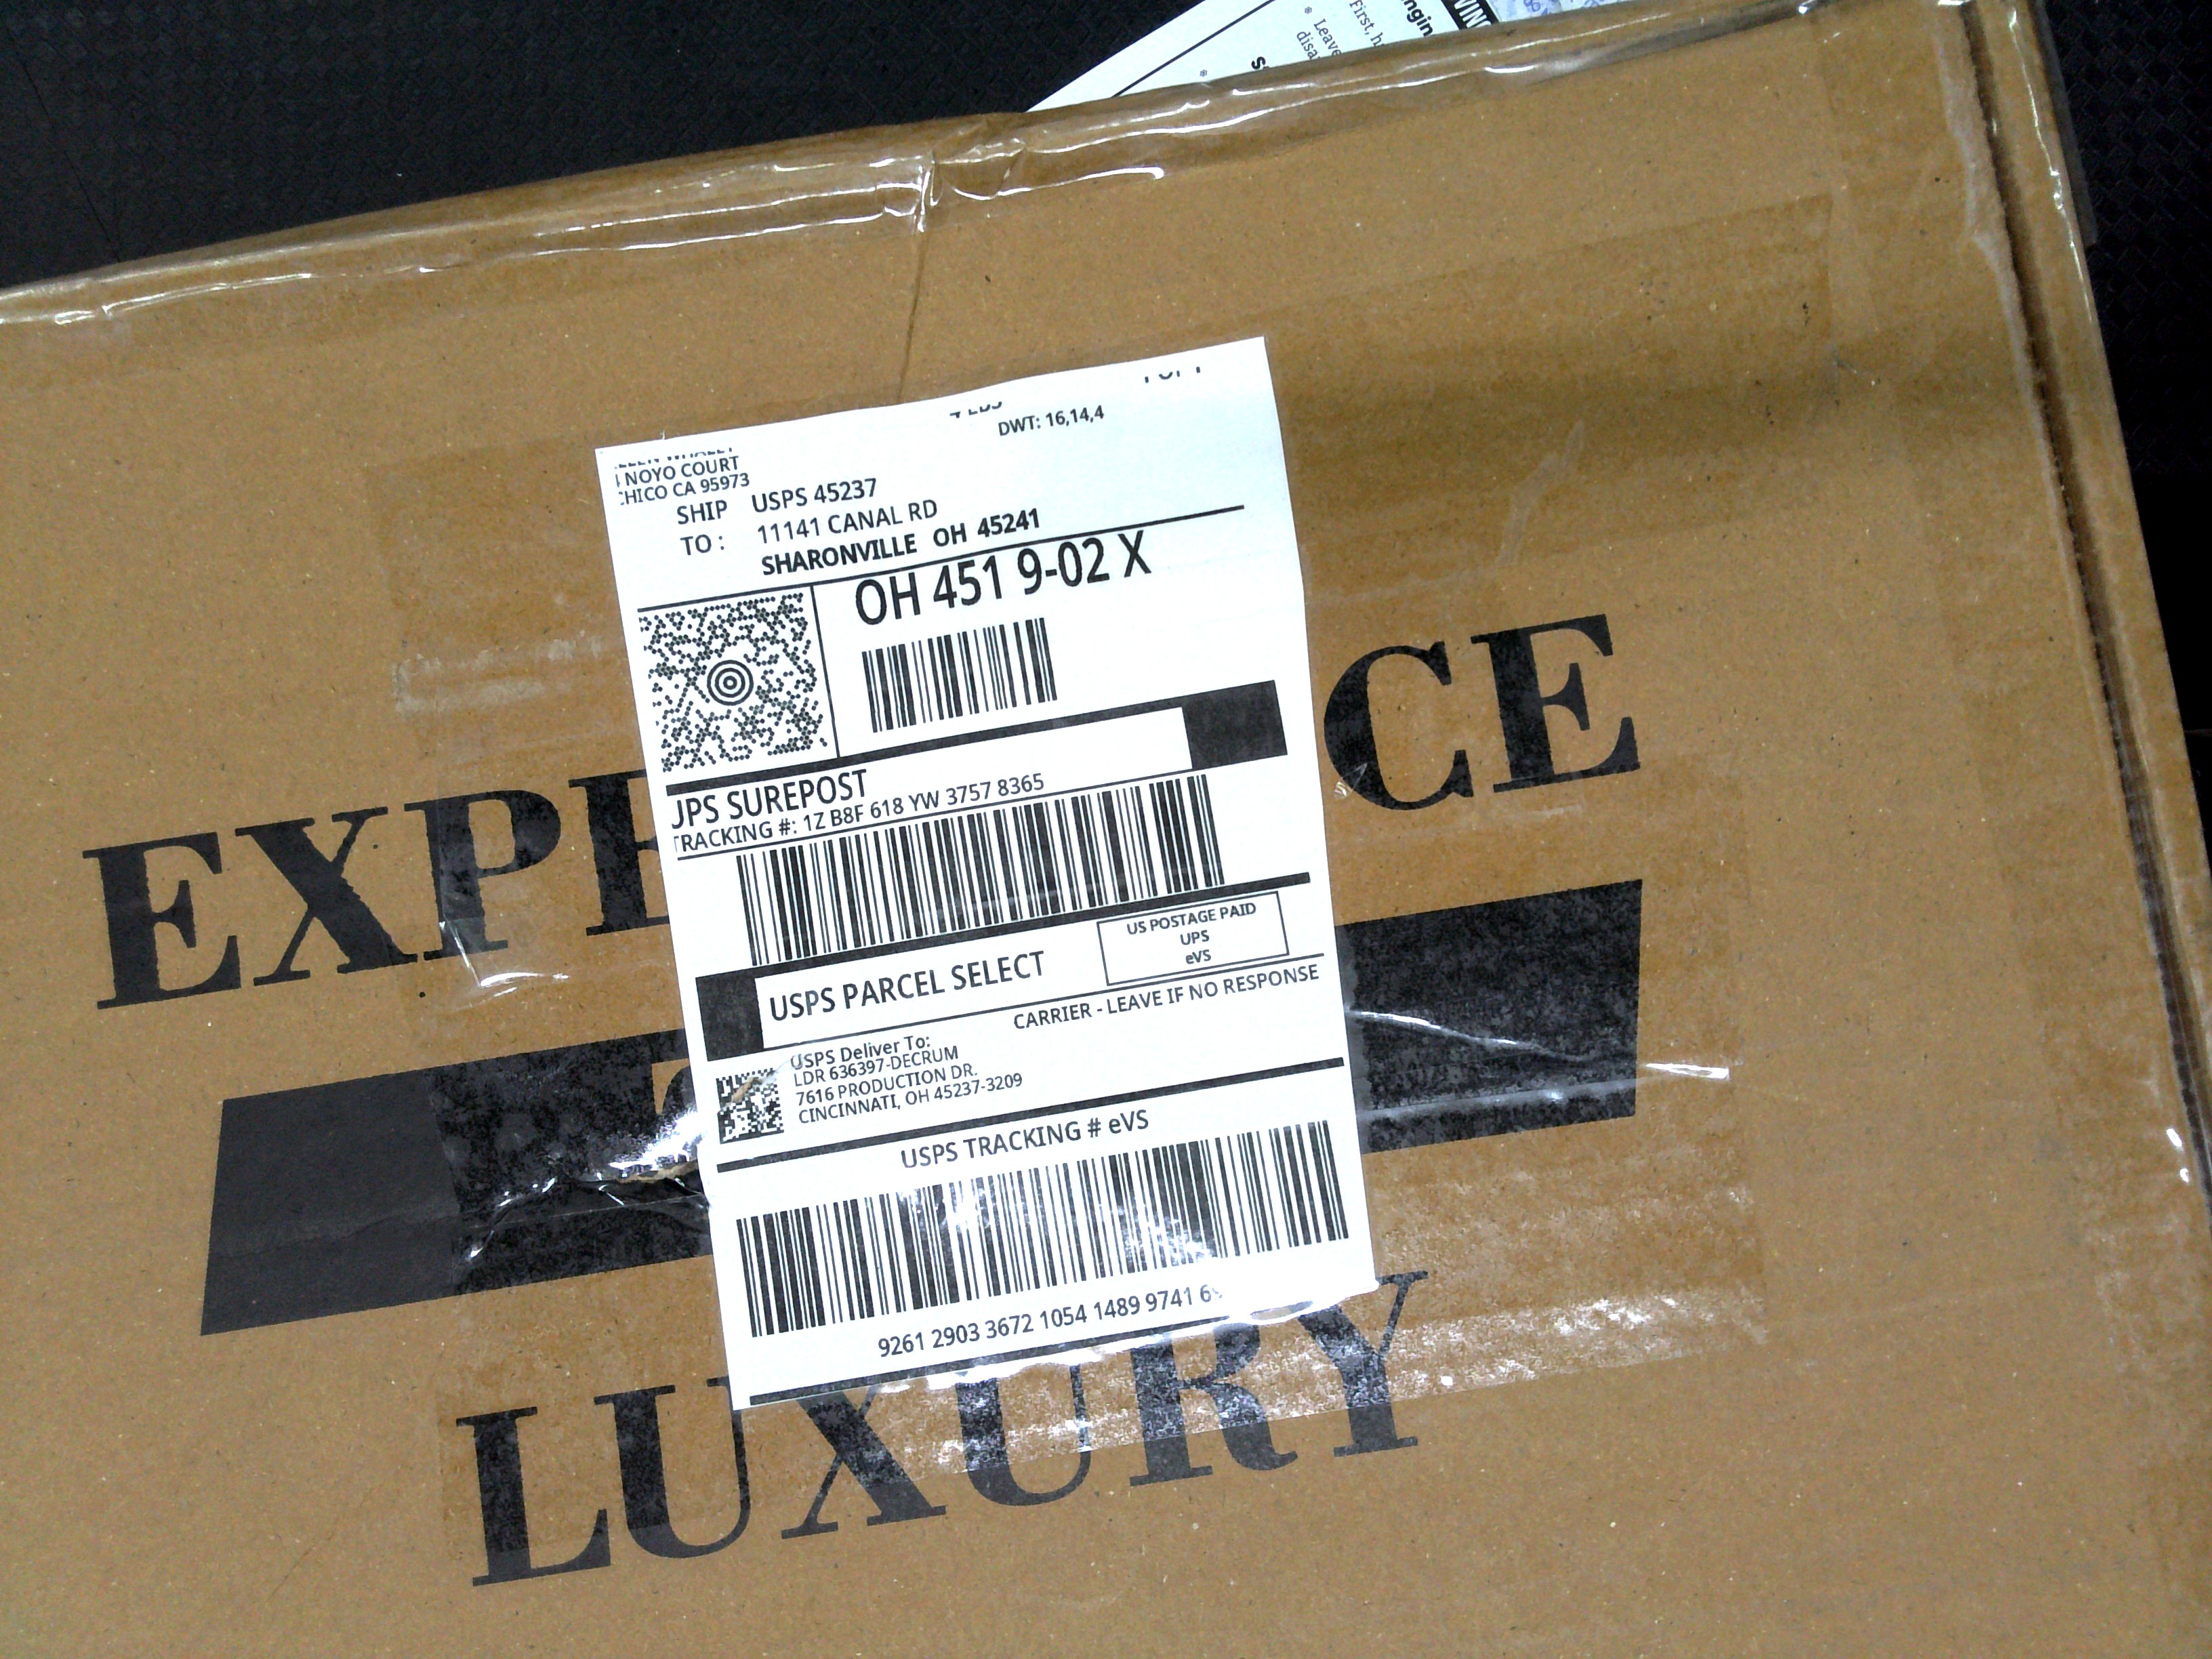 ngin
First,
Leave
DWT: 16,14,4
NOYO COURT
CHICO CA 95973
SHIP TO: USPS 45237
11141 CANAL RD
SHARONVILLE OH 45241
OH 451 9-02 X
UPS SUREPOST
TRACKING #: 1Z B8F 618 YW 3757 8365
USPS PARCEL SELECT
US POSTAGE PAID
UPS
eVS
CARRIER - LEAVE IF NO RESPONSE
USPS Deliver To:
LDR 636397-DECRUM
7616 PRODUCTION DR.
CINCINNATI, OH 45237-3209
USPS TRACKING # eVS
9261 2903 3672 1054 1489 9741
EXPE CE
LUXURY